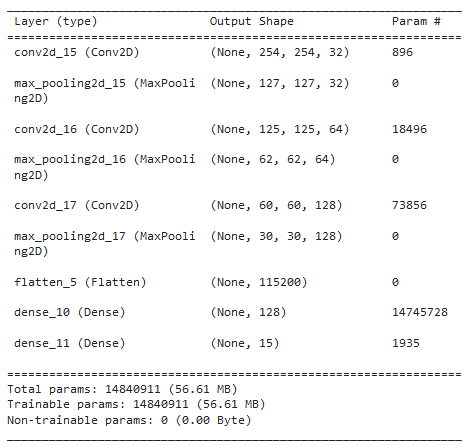 Layer (type) Output Shape Param #
conv2d_15 (Conv2D) (None, 254, 254, 32) 896
max_pooling2d_15 (MaxPooli (None, 127, 127, 32) 0
ng2D)
conv2d_16 (Conv2D) (None, 125, 125, 64) 18496
max_pooling2d_16 (MaxPooli (None, 62, 62, 64) 0
ng2D)
conv2d_17 (Conv2D) (None, 60, 60, 128) 73856
max_pooling2d_17 (MaxPooli (None, 30, 30, 128) 0
ng2D)
flatten_5 (Flatten) (None, 115200) 0
dense_10 (Dense) (None, 128) 14745728
dense_11 (Dense) (None, 15) 1935
Total params: 14840911 (56.61 MB)
Trainable params: 14840911 (56.61 MB)
Non-trainable params: 0 (0.00 Byte)